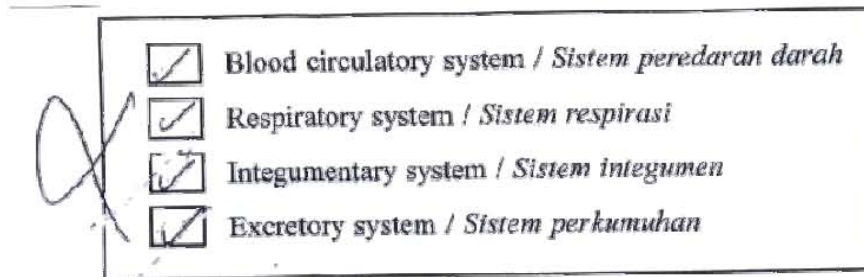 Blood circulatory system / Sistem peredaran darah
Respiratory system / Sistem respirasi
Integumentary system / Sistem integumen
Excretory system / Sistem perkumuhan